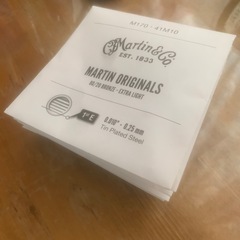 M170 - 41M10
Martin & Co
EST. 1833
MARTIN ORIGINALS
80/20 BRONZE - EXTRA LIGHT
1ST E
0.010" - 0.25 mm
Tin Plated Steel